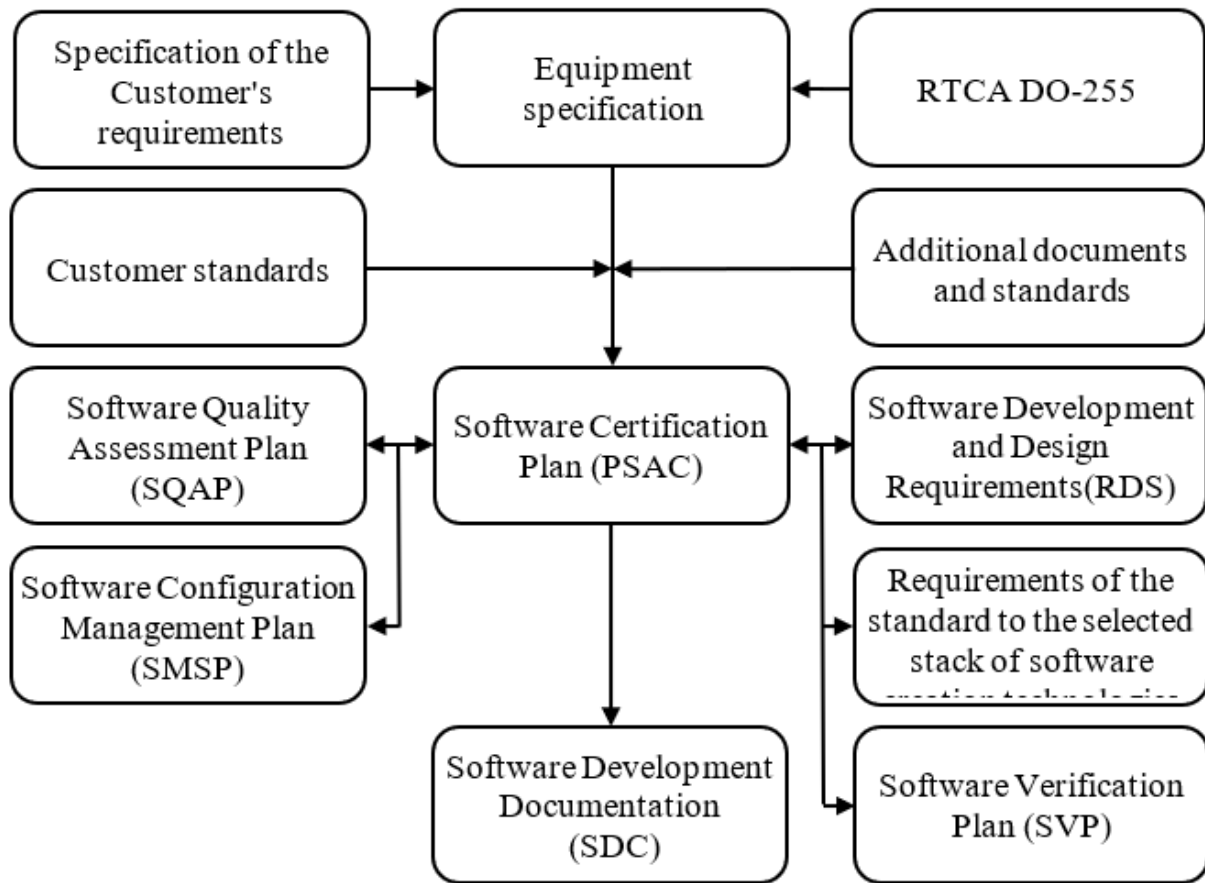 Specification of the
Customer's
requirements
Equipment
specification
RTCA DO-255
Customer standards
Additional documents
and standards
Software Quality
Assessment Plan
(SQAP)
Software Certification
Plan (PSAC)
Software Development
and Design
Requirements(RDS)
Software Configuration
Management Plan
(SMSP)
Requirements of the
standard to the selected
stack of software
Software Development
Documentation
(SDC)
Software Verification
Plan (SVP)